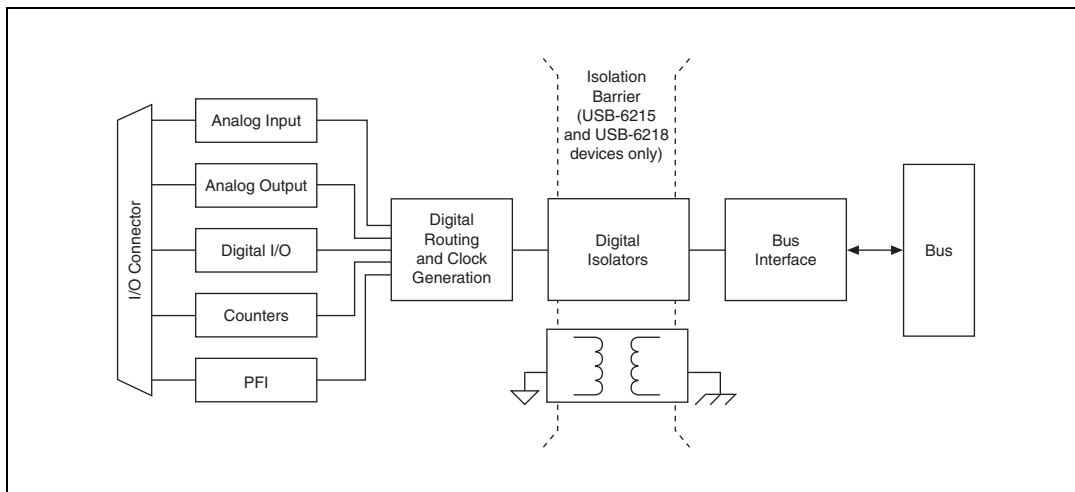 Isolation
Barrier
(USB-6215
and USB-6218
devices only)
I/O Connector
Analog Input
Analog Output
Digital I/O
Counters
PFI
Digital
Routing
and Clock
Generation
Digital
Isolators
Bus
Interface
Bus